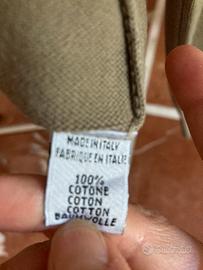 MADE IN ITALY
FABRIQUE EN ITALIE
100%
COTONE
COTON
COTTON
BAUMWOLLE